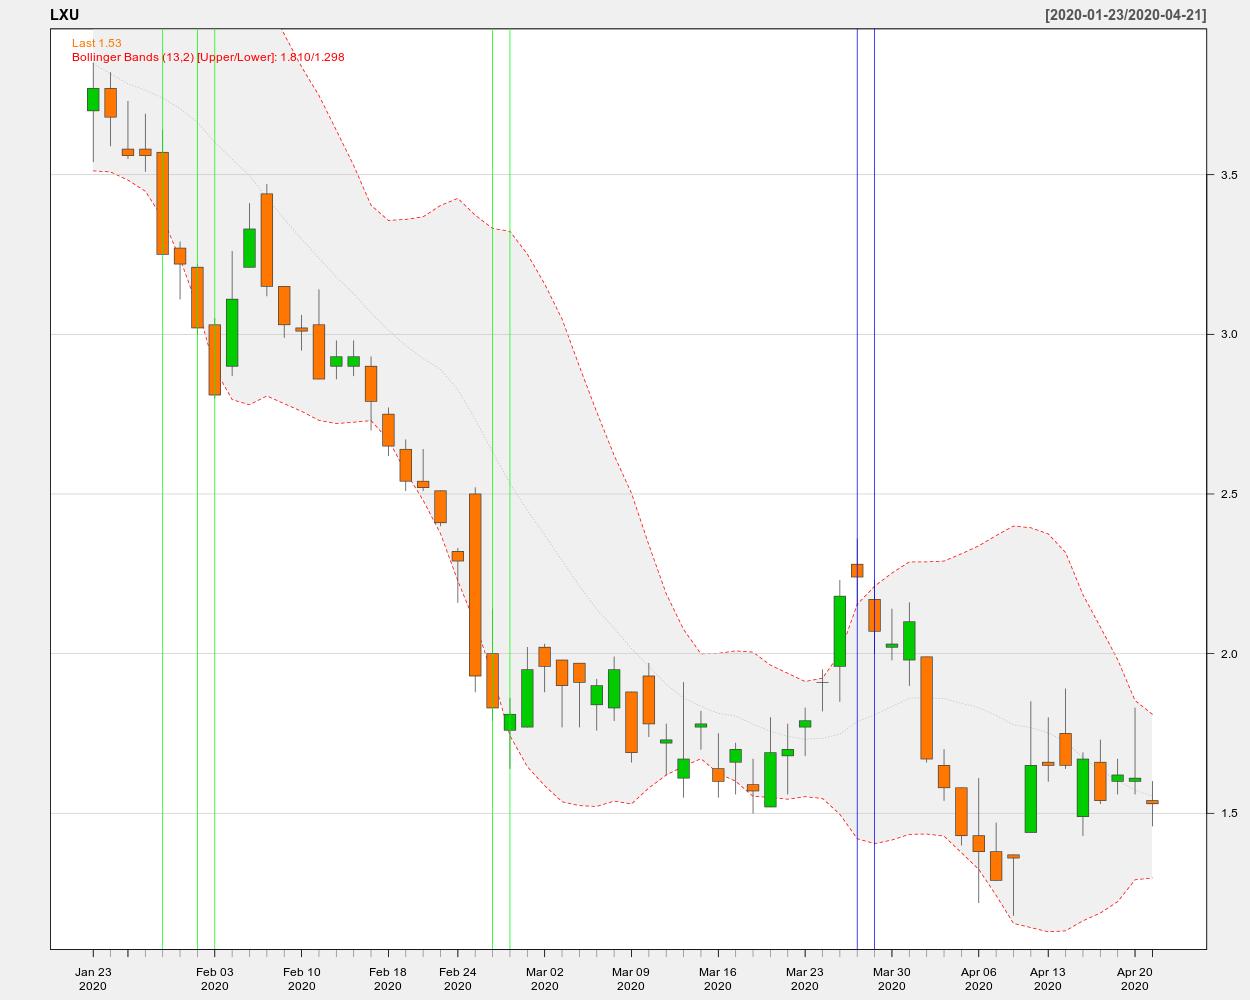 LXU
[2020-01-23/2020-04-21]
Last 1.53
Bollinger Bands (13,2) [Upper/Lower]: 1.810/1.298
3.5
3.0
2.5
2.0
1.5
Jan 23 Feb 03 Feb 10 Feb 18 Feb 24 Mar 02 Mar 09 Mar 16 Mar 23 Mar 30 Apr 06 Apr 13 Apr 20
2020 2020 2020 2020 2020 2020 2020 2020 2020 2020 2020 2020 2020